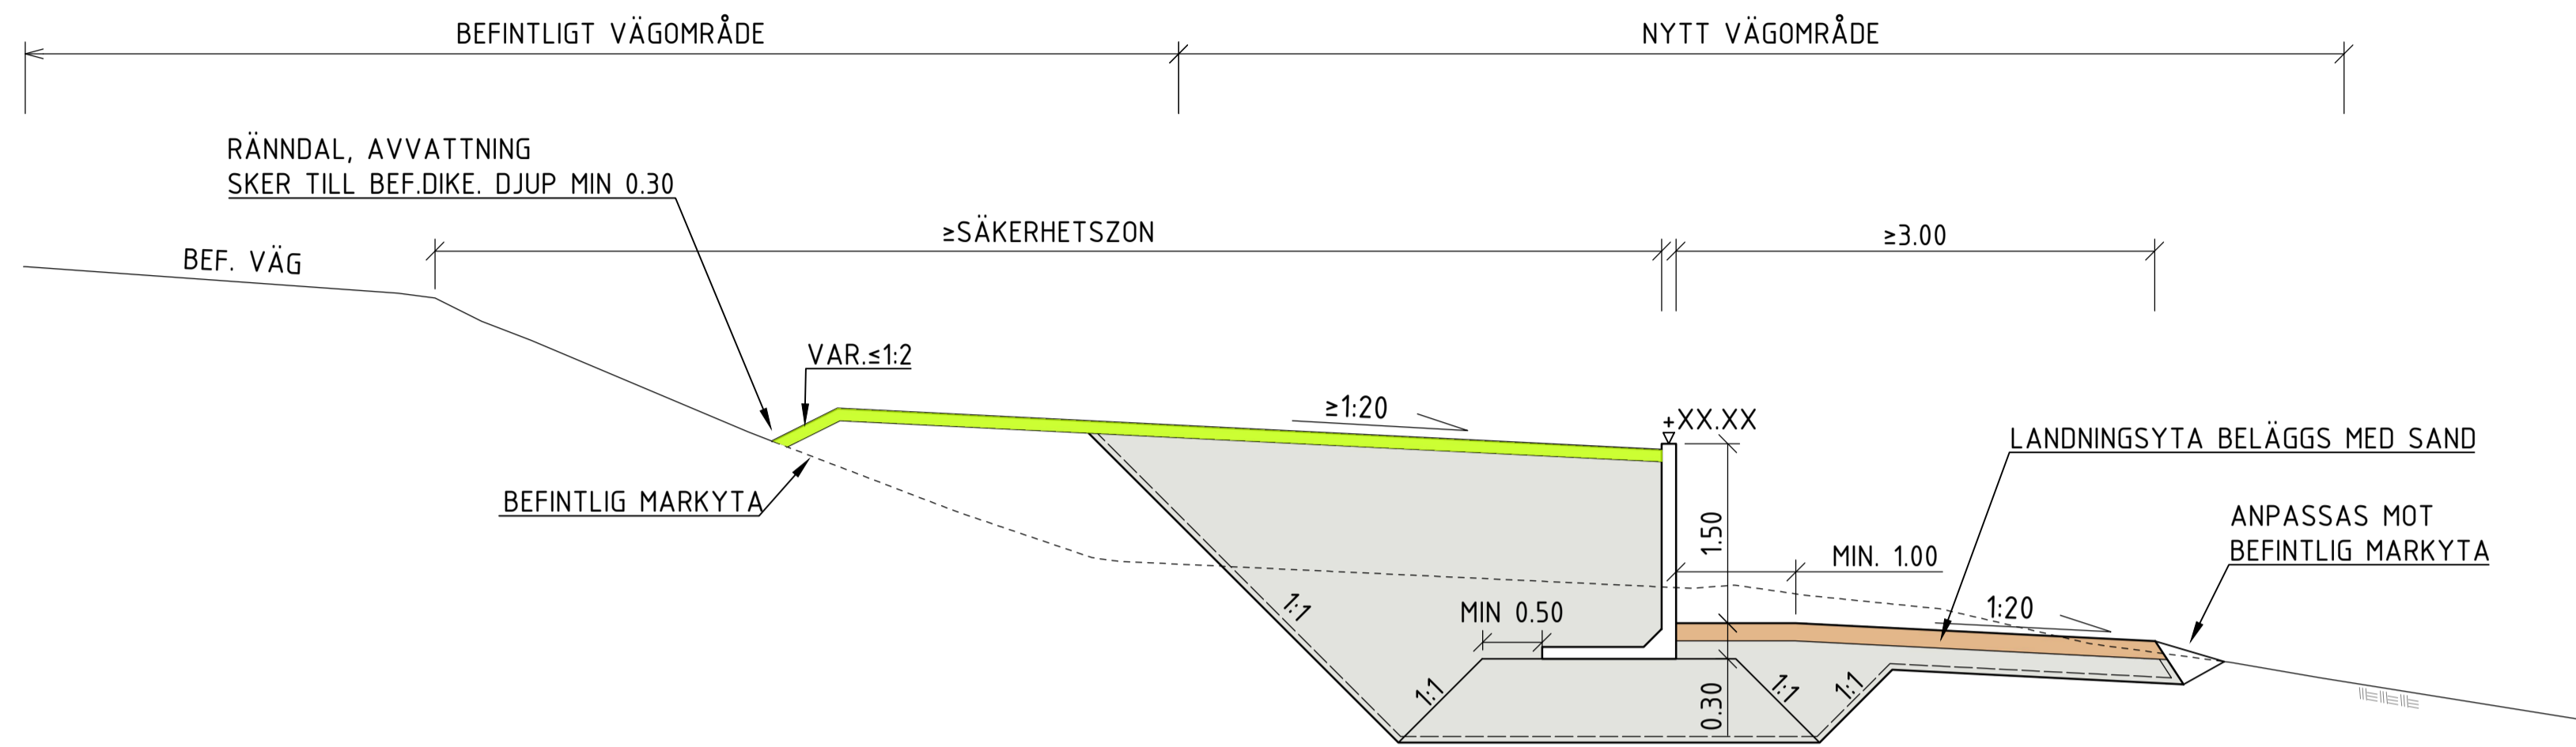 BEFINTLIGT VÄGOMRÅDE
NYTT VÄGOMRÅDE
RÄNNDAL, AVVATTNING
SKER TILL BEF.DIKE. DJUP MIN 0.30
≥SÄKERHETSZON
≥3.00
BEF. VÄG
VAR.≤1:2
≥1:20
+XX.XX
LANDNINGSYTA BELÄGGS MED SAND
BEFINTLIG MARKYTA
1.50
ANPASSAS MOT
BEFINTLIG MARKYTA
MIN. 1.00
1:1
MIN 0.50
1:20
1:1
0.30
1:1
1:1